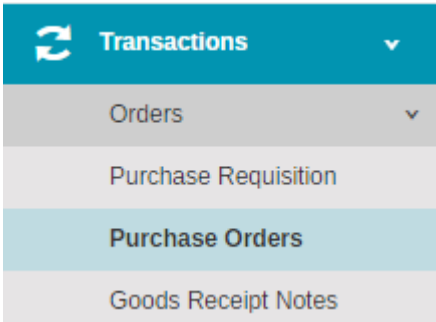 Transactions
Orders
Purchase Requisition
Purchase Orders
Goods Receipt Notes